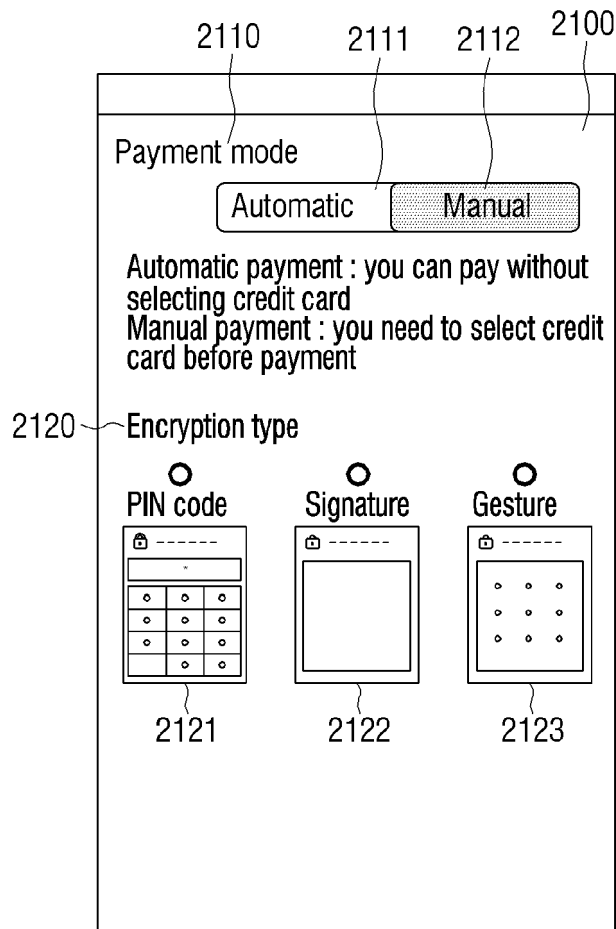 2110 2111 2112 2100
Payment mode
Automatic Manual
Automatic payment : you can pay without
selecting credit card
Manual payment : you need to select credit
card before payment
2120 Encryption type
PIN code Signature Gesture
------ ------ ------
*
2121 2122 2123